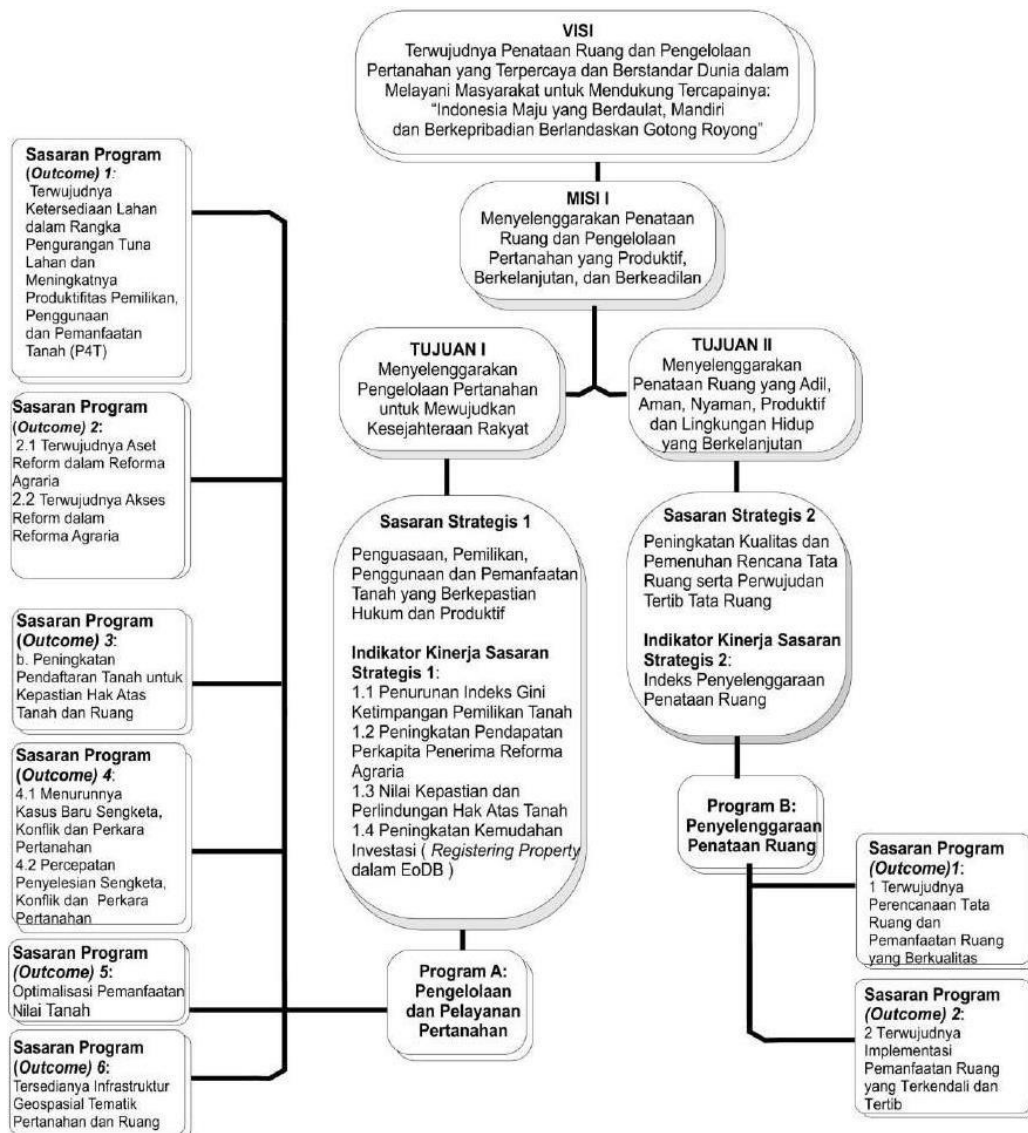 VISI
Terwujudnya Penataan Ruang dan Pengelolaan
Pertanahan yang Terpercaya dan Berstandar Dunia dalam
Melayani Masyarakat untuk Mendukung Tercapainya:
“Indonesia Maju yang Berdaulat, Mandiri
dan Berkepribadian Berlandaskan Gotong Royong”
MISI I
Menyelenggarakan Penataan
Ruang dan Pengelolaan
Pertanahan yang Produktif,
Berkelanjutan, dan Berkeadilan
TUJUAN I
Menyelenggarakan
Pengelolaan Pertanahan
untuk Mewujudkan
Kesejahteraan Rakyat
TUJUAN II
Menyelenggarakan
Penataan Ruang yang Adil,
Aman, Nyaman, Produktif
dan Lingkungan Hidup
yang Berkelanjutan
Sasaran Strategis 1
Penguasaan, Pemilikan,
Penggunaan dan Pemanfaatan
Tanah yang Berkepastian
Hukum dan Produktif
Indikator Kinerja Sasaran
Strategis 1:
1.1 Penurunan Indeks Gini
Ketimpangan Pemilikan Tanah
1.2 Peningkatan Pendapatan
Perkapita Penerima Reforma
Agraria
1.3 Nilai Kepastian dan
Perlindungan Hak Atas Tanah
1.4 Peningkatan Kemudahan
Investasi ( Registering Property
dalam EoDB )
Sasaran Strategis 2
Peningkatan Kualitas dan
Pemenuhan Rencana Tata
Ruang serta Perwujudan
Tertib Tata Ruang
Indikator Kinerja Sasaran
Strategis 2:
Indeks Penyelenggaraan
Penataan Ruang
Program A:
Pengelolaan
dan Pelayanan
Pertanahan
Program B:
Penyelenggaraan
Penataan Ruang
Sasaran Program
(Outcome) 1:
Terwujudnya
Ketersediaan Lahan
dalam Rangka
Pengurangan Tuna
Lahan dan
Meningkatnya
Produktifitas Pemilikan,
Penggunaan
dan Pemanfaatan
Tanah (P4T)
Sasaran Program
(Outcome) 2:
2.1 Terwujudnya Aset
Reform dalam Reforma
Agraria
2.2 Terwujudnya Akses
Reform dalam
Reforma Agraria
Sasaran Program
(Outcome) 3:
b. Peningkatan
Pendaftaran Tanah untuk
Kepastian Hak Atas
Tanah dan Ruang
Sasaran Program
(Outcome) 4:
4.1 Menurunnya
Kasus Baru Sengketa,
Konflik dan Perkara
Pertanahan
4.2 Percepatan
Penyelesian Sengketa,
Konflik dan Perkara
Pertanahan
Sasaran Program
(Outcome) 5:
Optimalisasi Pemanfaatan
Nilai Tanah
Sasaran Program
(Outcome) 6:
Tersedianya Infrastruktur
Geospasial Tematik
Pertanahan dan Ruang
Sasaran Program
(Outcome)1:
1 Terwujudnya
Perencanaan Tata
Ruang dan
Pemanfaatan Ruang
yang Berkualitas
Sasaran Program
(Outcome) 2:
2 Terwujudnya
Implementasi
Pemanfaatan Ruang
yang Terkendali dan
Tertib